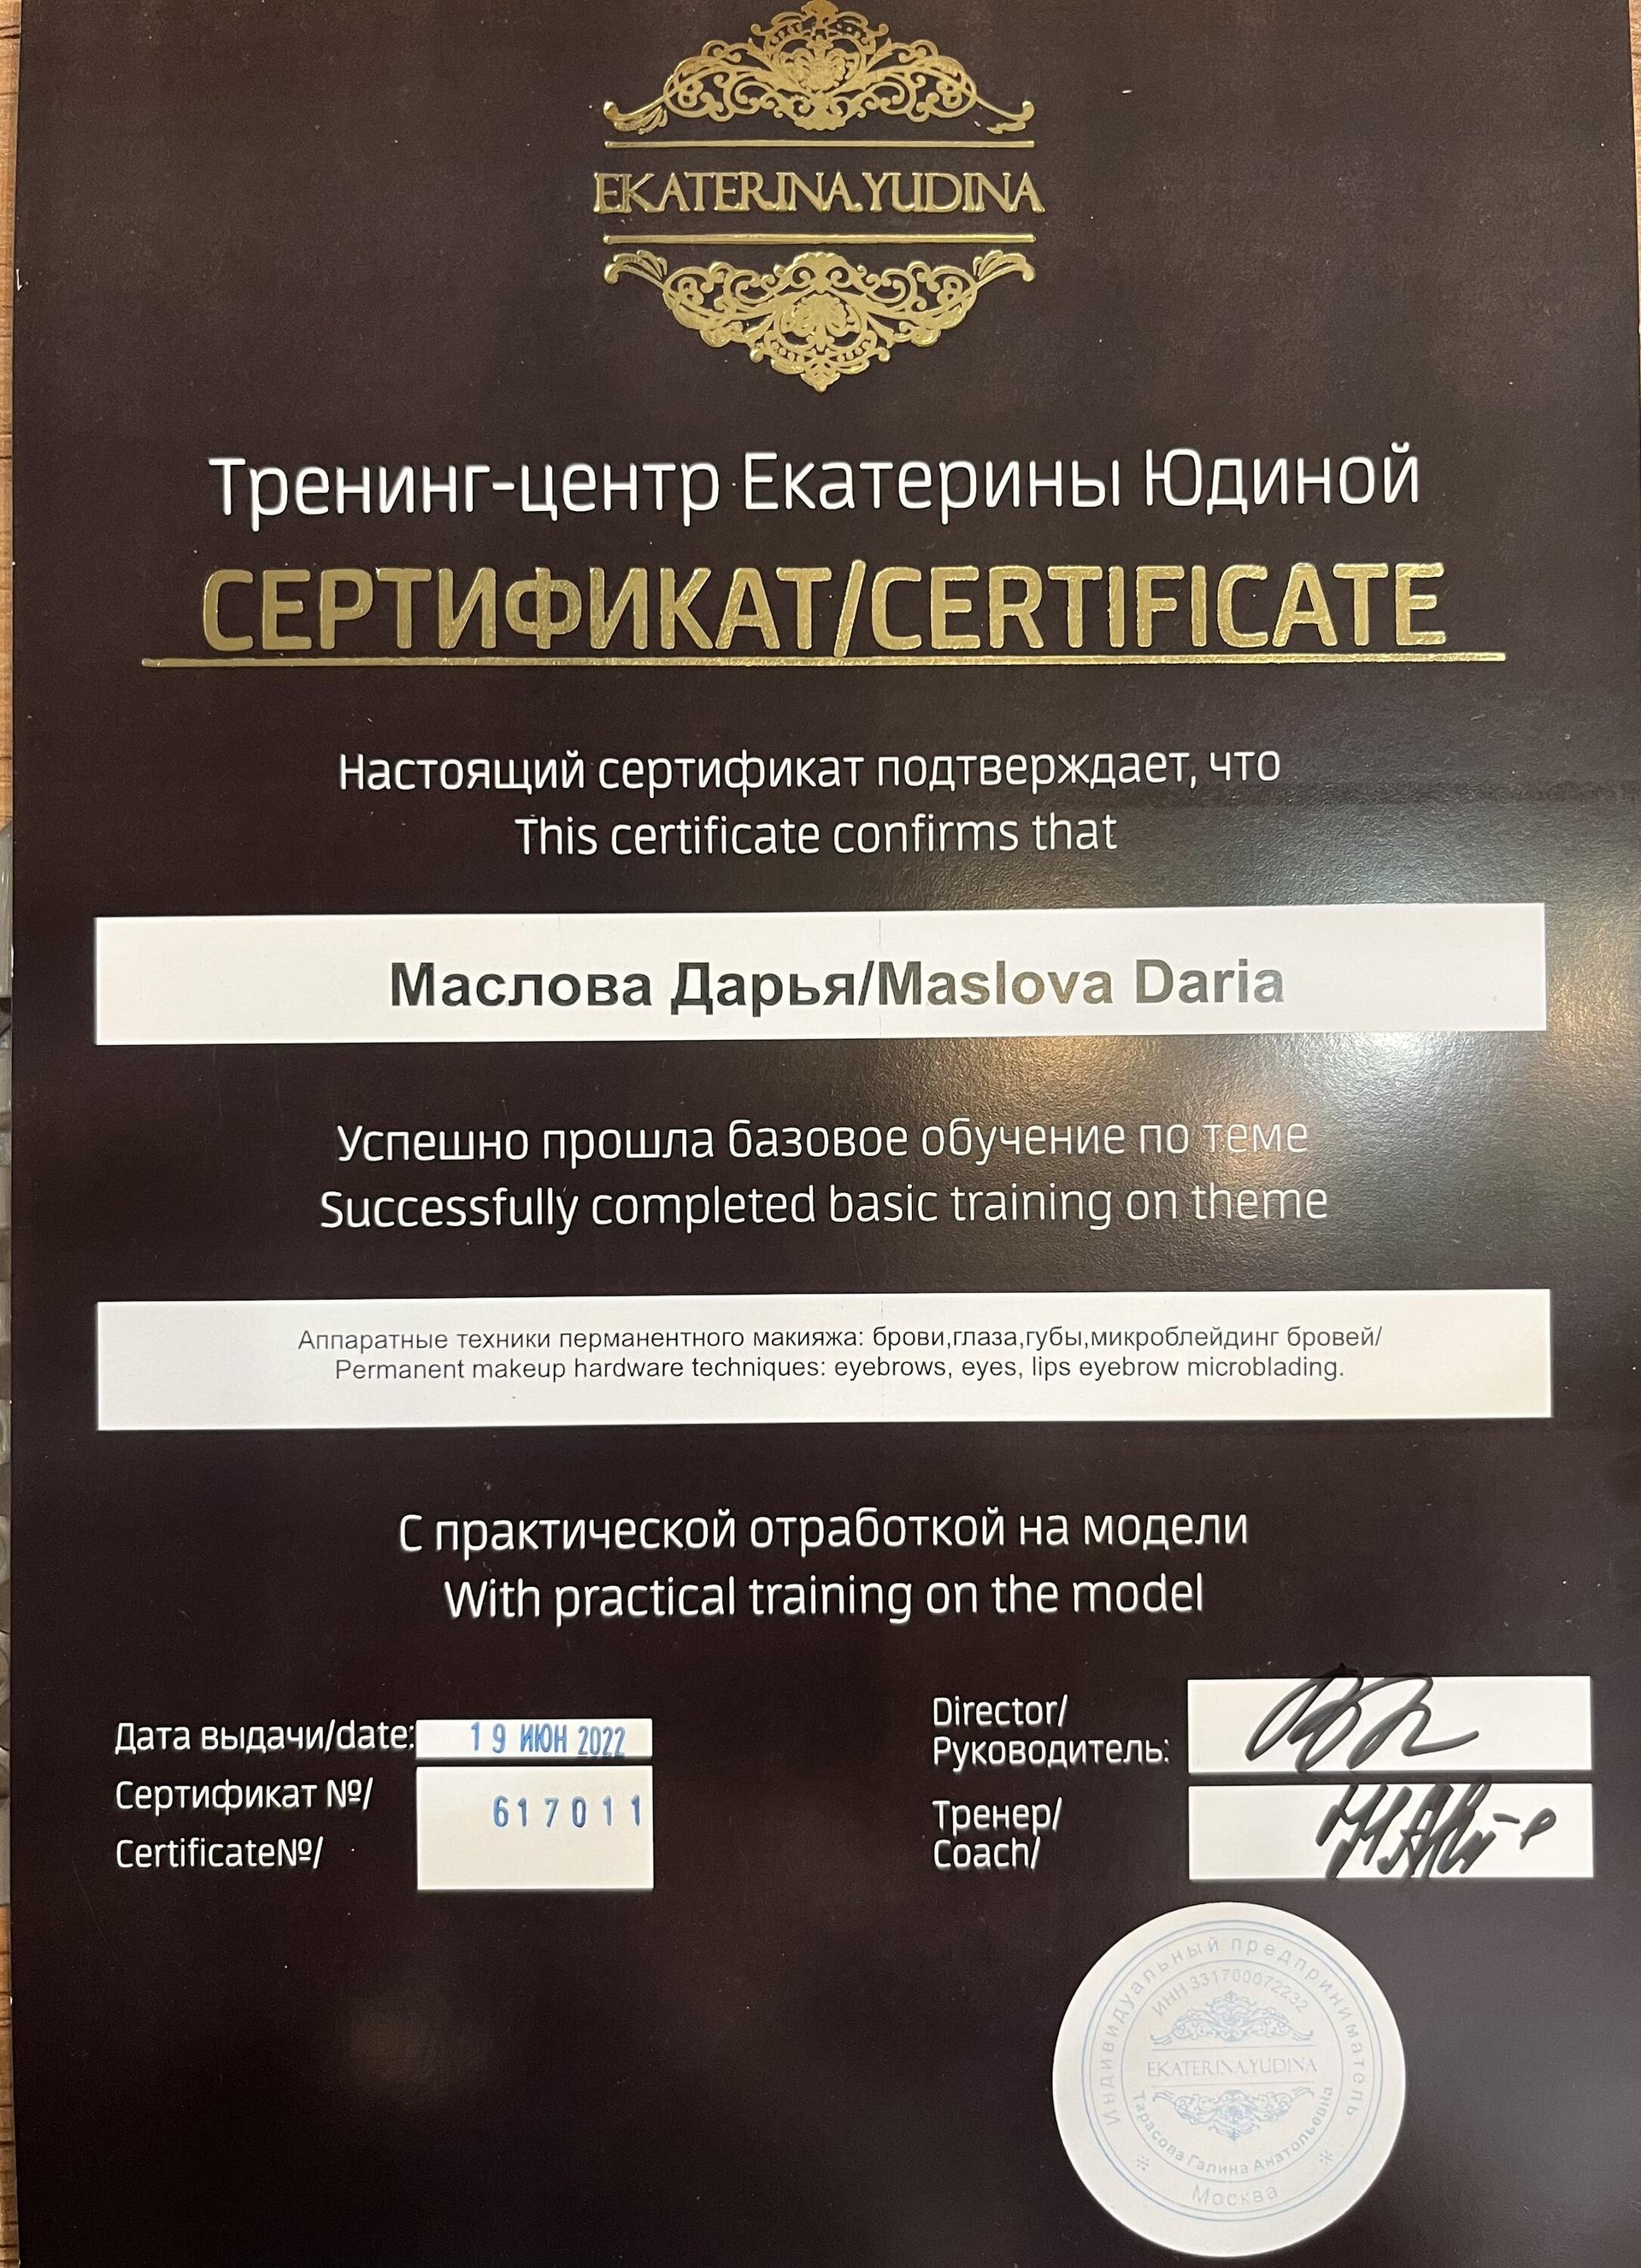 EKATERINA.YUDINA
Тренинг-центр Екатерины Юдиной
СЕРТИФИКАТ/CERTIFICATE
Настоящий сертификат подтверждает, что
This certificate confirms that
Маслова Дарья/Maslova Daria
Успешно прошла базовое обучение по теме
Successfully completed basic training on theme
Аппаратные техники перманентного макияжа: брови,глаза,губы,микроблейдинг бровей/
Permanent makeup hardware techniques: eyebrows, eyes, lips eyebrow microblading.
С практической отработкой на модели
With practical training on the model
Дата выдачи/date: 19 ИЮН 2022
Сертификат №/
CertificateNº/
617011
Director/
Руководитель:
Тренер/
Coach/
Индивидуальный предприниматель
ИНН 331700072232
EKATERINA.YUDINA
Тарасова Галина Анатольевна
Москва